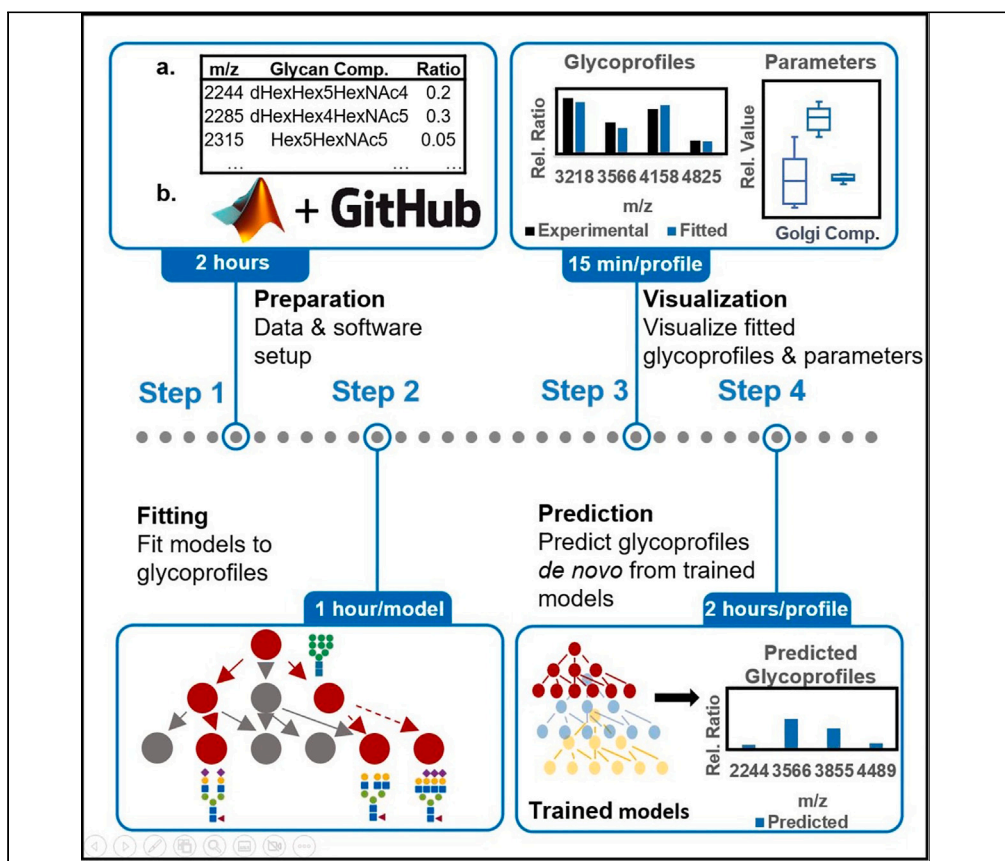 a.
m/z Glycan Comp. Ratio
2244 dHexHex5HexNAc4 0.2
2285 dHexHex4HexNAc5 0.3
2315 Hex5HexNAc5 0.05
... ... ...
b.
+ GitHub
2 hours
Glycoprofiles
Rel. Ratio
3218 3566 4158 4825
m/z
Experimental Fitted
Parameters
Rel. Value
Golgi Comp.
15 min/profile
Preparation
Data & software
setup
Visualization
Visualize fitted
glycoprofiles & parameters
Step 1
Step 2
Step 3
Step 4
Fitting
Fit models to
glycoprofiles
1 hour/model
Prediction
Predict glycoprofiles
de novo from trained
models
2 hours/profile
Trained models
Predicted
Glycoprofiles
Rel. Ratio
2244 3566 3855 4489
m/z
Predicted